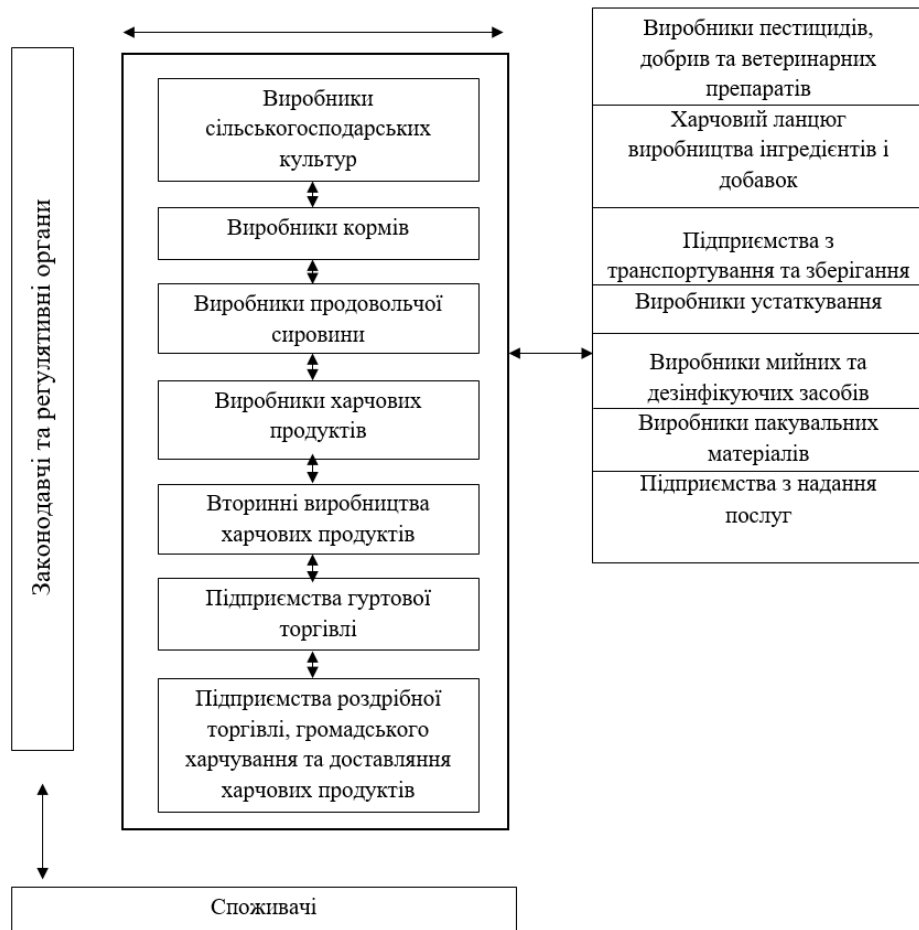 Законодавчі та регулятивні органи
Виробники
сільськогосподарських
культур
Виробники кормів
Виробники продовольчої
сировини
Виробники харчових
продуктів
Вторинні виробництва
харчових продуктів
Підприємства гуртової
торгівлі
Підприємства роздрібної
торгівлі, громадського
харчування та доставляння
харчових продуктів
Виробники пестицидів,
добрив та ветеринарних
препаратів
Харчовий ланцюг
виробництва інгредієнтів і
добавок
Підприємства з
транспортування та зберігання
Виробники устаткування
Виробники мийних та
дезінфікуючих засобів
Виробники пакувальних
матеріалів
Підприємства з надання
послуг
Споживачі